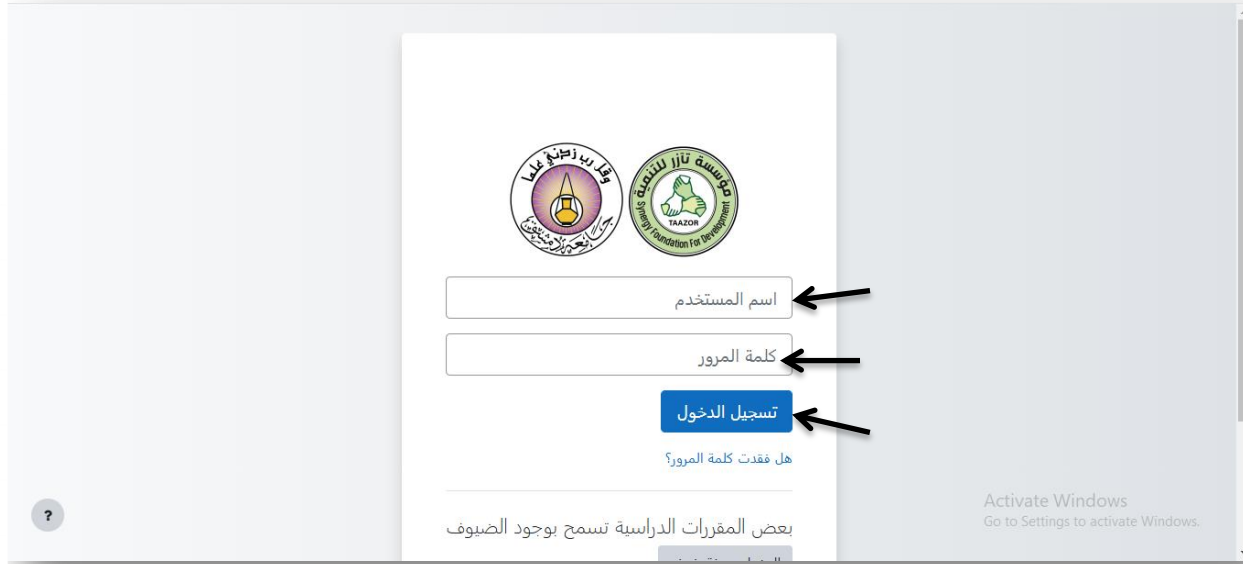 وقل رب زدني علما
مؤسسة تآزر للتنمية
TAAZOR
Synergy Foundation For Development
اسم المستخدم
كلمة المرور
تسجيل الدخول
هل فقدت كلمة المرور؟
بعض المقررات الدراسية تسمح بوجود الضيوف
?
Activate Windows
Go to Settings to activate Windows.